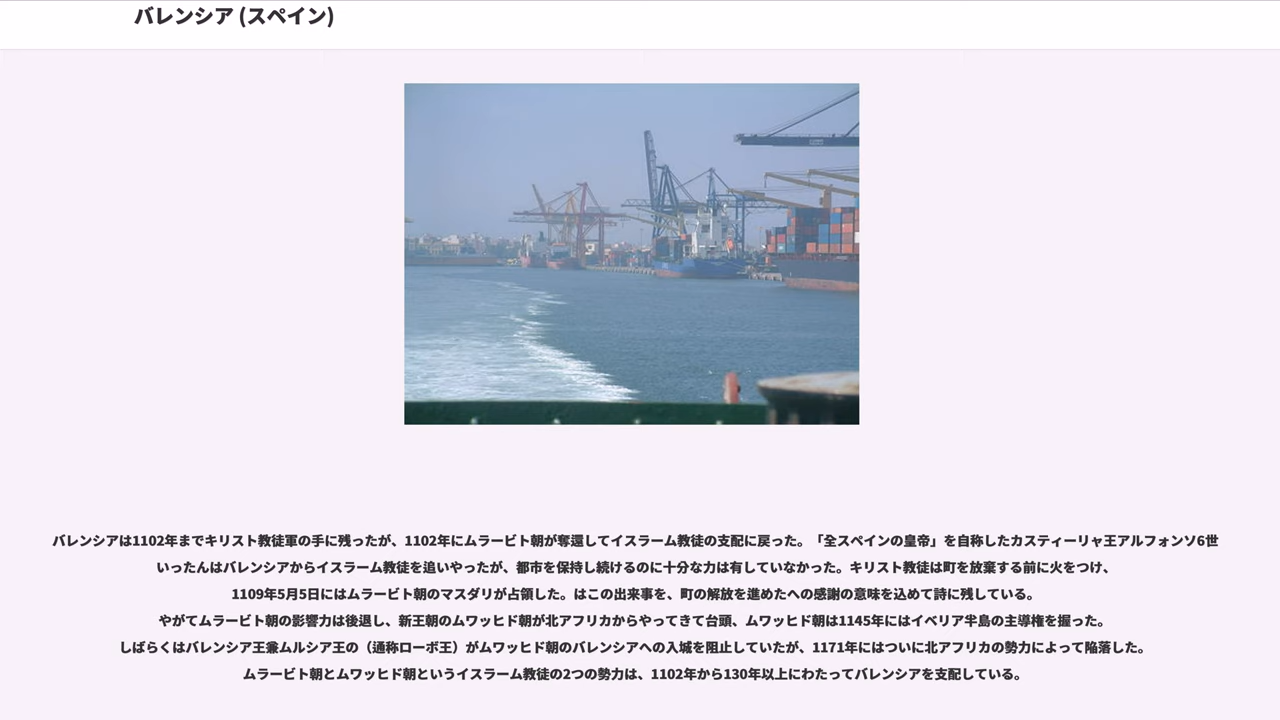 バレンシア (スペイン)
バレンシアは1102年までキリスト教徒軍の手に残ったが、1102年にムラービト朝が奪還してイスラーム教徒の支配に戻った。「全スペインの皇帝」を自称したカスティーリャ王アルフォンソ6世
いったんはバレンシアからイスラーム教徒を追いやったが、都市を保持し続けるのに十分な力は有していなかった。キリスト教徒は町を放棄する前に火をつけ、
1109年5月5日にはムラービト朝のマスダリが占領した。はこの出来事を、町の解放を進めたへの感謝の意味を込めて詩に残している。
やがてムラービト朝の影響力は後退し、新王朝のムワッヒド朝が北アフリカからやってきて台頭、ムワッヒド朝は1145年にはイベリア半島の主導権を握った。
しばらくはバレンシア王兼ムルシア王の（通称ローボ王）がムワッヒド朝のバレンシアへの入城を阻止していたが、1171年にはついに北アフリカの勢力によって陥落した。
ムラービト朝とムワッヒド朝というイスラーム教徒の2つの勢力は、1102年から130年以上にわたってバレンシアを支配している。